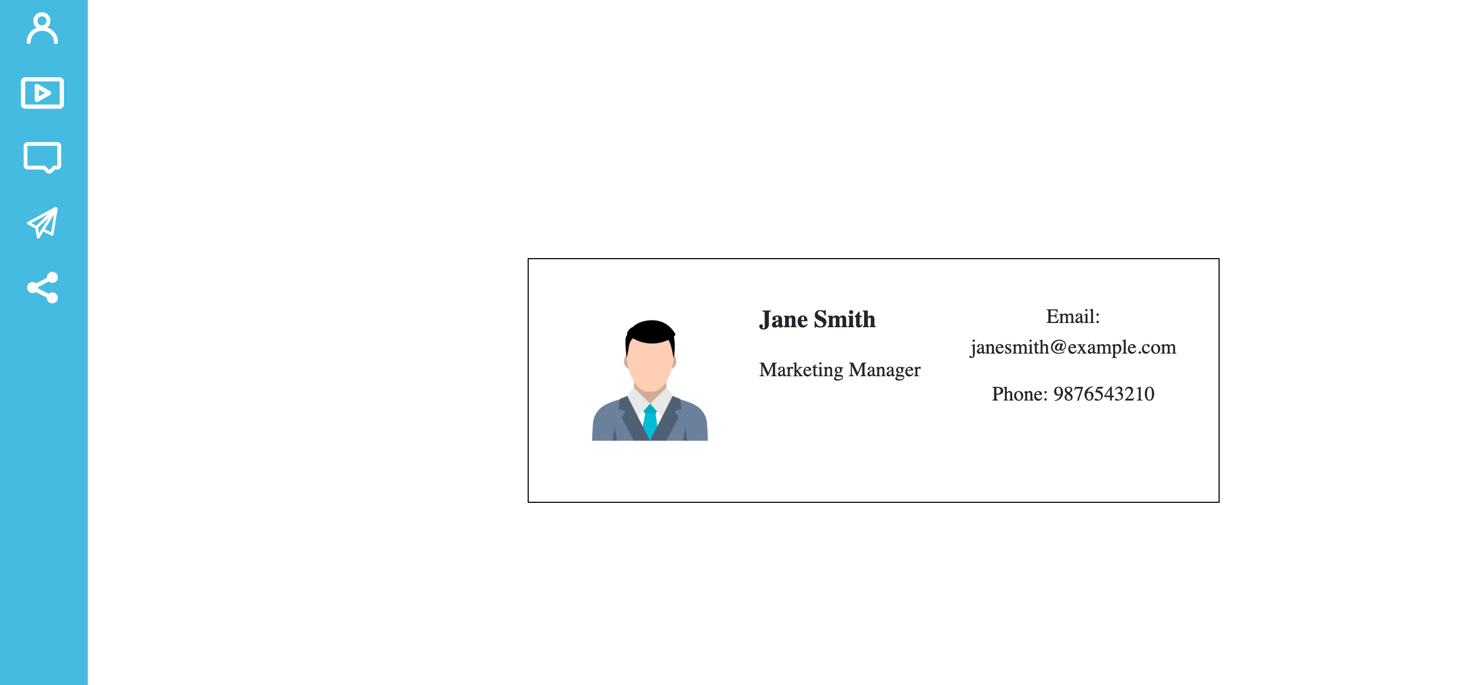 Jane Smith
Marketing Manager
Email:
janesmith@example.com
Phone: 9876543210